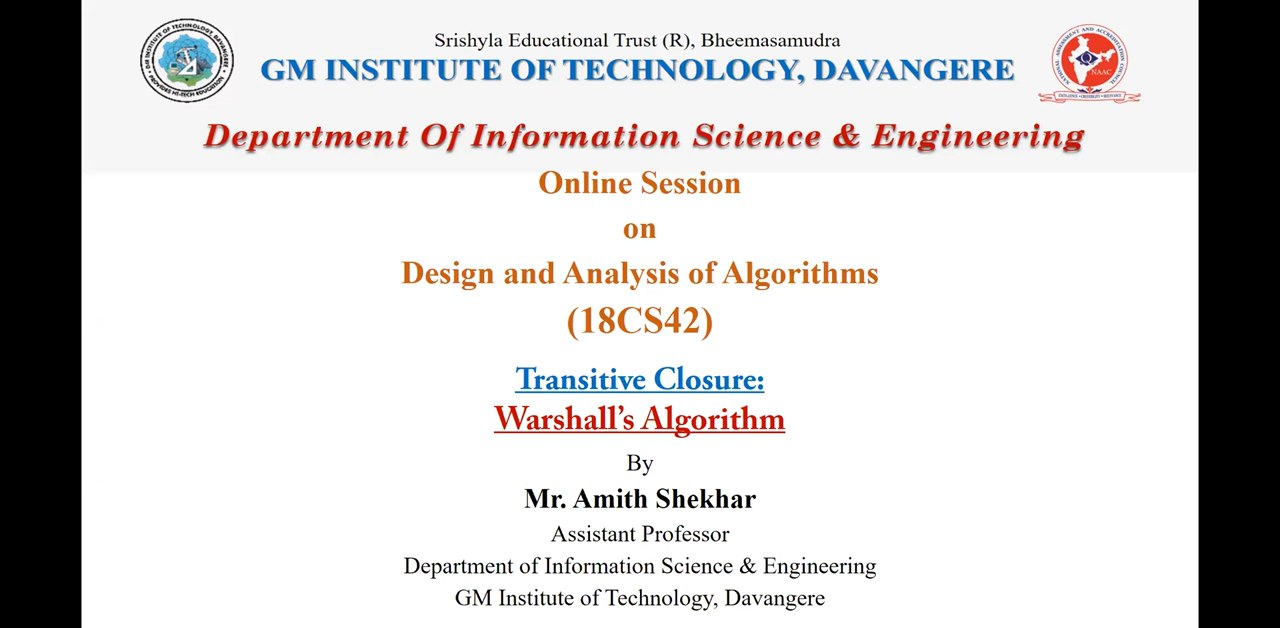 Srishyla Educational Trust (R), Bheemasamudra
GM INSTITUTE OF TECHNOLOGY, DAVANGERE
NAAC
Department Of Information Science & Engineering
Online Session
on
Design and Analysis of Algorithms
(18CS42)
Transitive Closure:
Warshall's Algorithm
By
Mr. Amith Shekhar
Assistant Professor
Department of Information Science & Engineering
GM Institute of Technology, Davangere